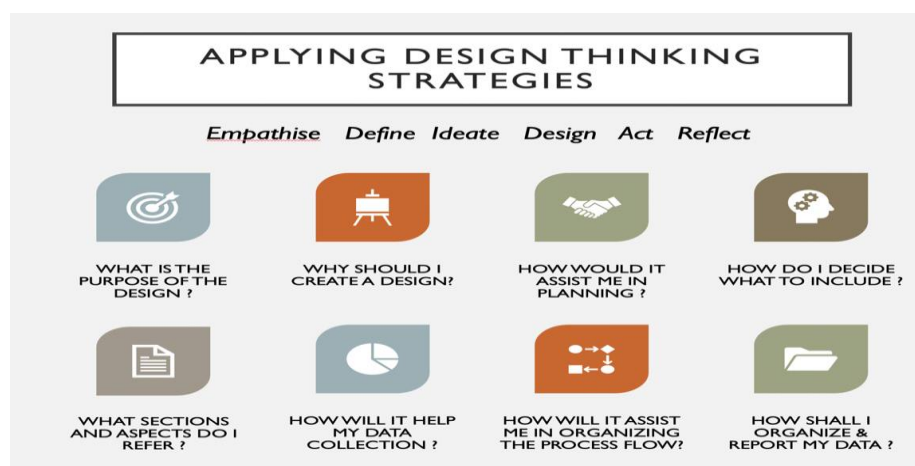 APPLYING DESIGN THINKING
STRATEGIES
Empathise Define Ideate Design Act Reflect
WHAT IS THE
PURPOSE OF THE
DESIGN ?
WHY SHOULD I
CREATE A DESIGN?
HOW WOULD IT
ASSIST ME IN
PLANNING ?
HOW DO I DECIDE
WHAT TO INCLUDE ?
WHAT SECTIONS
AND ASPECTS DO I
REFER ?
HOW WILL IT HELP
MY DATA
COLLECTION ?
HOW WILL IT ASSIST
ME IN ORGANIZING
THE PROCESS FLOW?
HOW SHALL I
ORGANIZE &
REPORT MY DATA ?